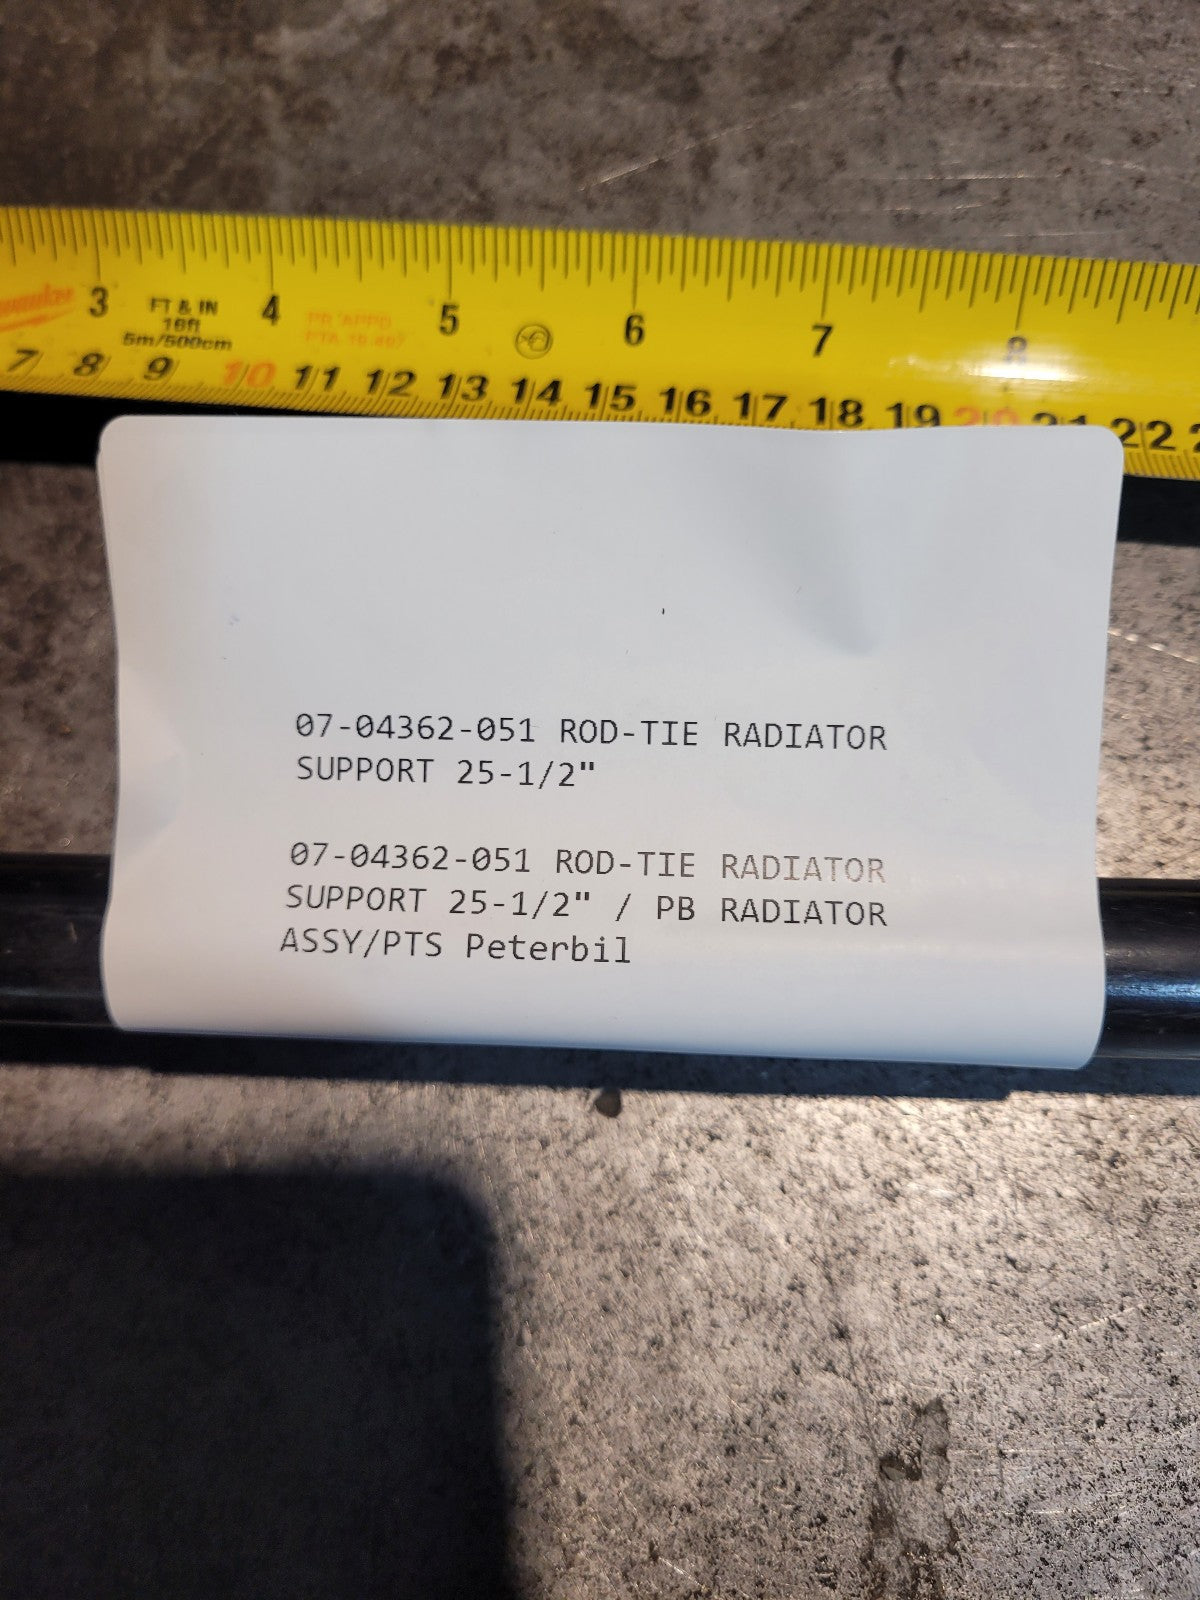 3 4 5 6 7 8
FT & IN
16ft
5m/500cm
7 8 9 10 11 12 13 14 15 16 17 18 19 20 21 22
07-04362-051 ROD-TIE RADIATOR
SUPPORT 25-1/2"
07-04362-051 ROD-TIE RADIATOR
SUPPORT 25-1/2" / PB RADIATOR
ASSY/PTS Peterbil